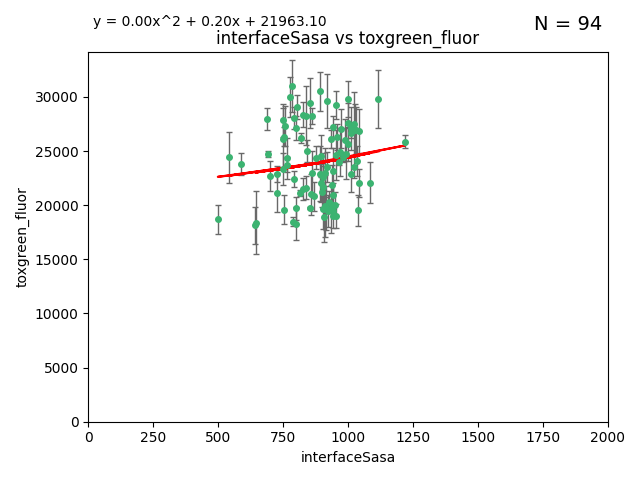 y = 0.00x^2 + 0.20x + 21963.10
N = 94
interfaceSasa vs toxgreen_fluor
30000
25000
20000
15000
10000
5000
0
toxgreen_fluor
0 250 500 750 1000 1250 1500 1750 2000
interfaceSasa